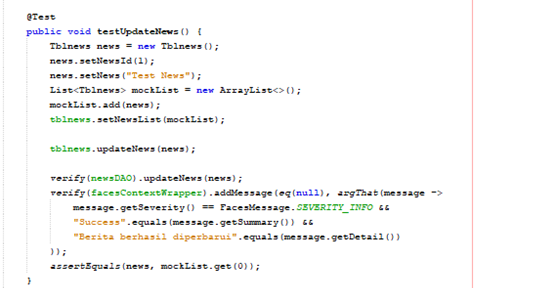 @Test
public void testUpdateNews() {
Tblnews news = new Tblnews();
news.setNewsId(1);
news.setNews("Test News");
List<Tblnews> mockList = new ArrayList<>();
mockList.add(news);
tblnews.setNewsList(mockList);
tblnews.updateNews(news);
verify(newsDAO).updateNews(news);
verify(facesContextWrapper).addMessage(eq(null), argThat(message ->
message.getSeverity() == FacesMessage.SEVERITY_INFO &&
"Success".equals(message.getSummary()) &&
"Berita berhasil diperbarui".equals(message.getDetail())
));
assertEquals(news, mockList.get(0));
}